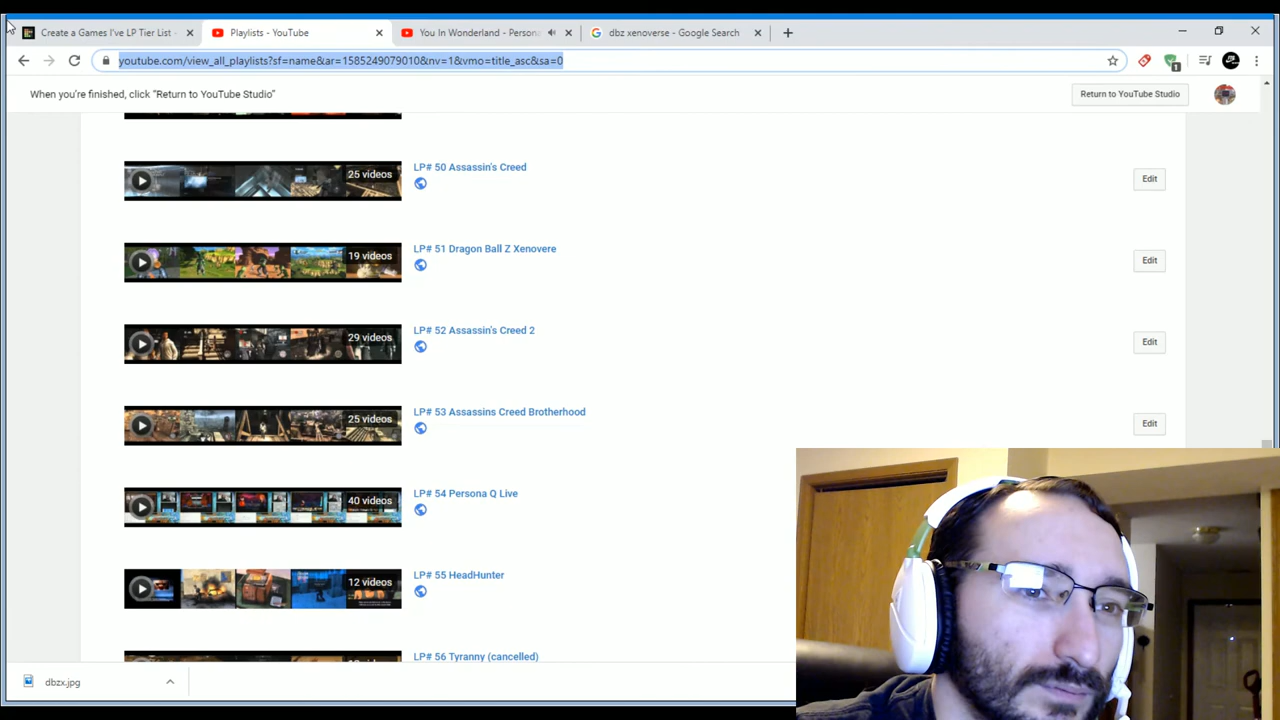 Create a Games I've LP Tier List
Playlists - YouTube
You In Wonderland - Persona
dbz xenoverse - Google Search
youtube.com/view_all_playlists?sf=name&ar=1585249079010&nv=1&vmo=title_asc&sa=0
1
When you're finished, click "Return to YouTube Studio"
Return to YouTube Studio
25 videos
LP# 50 Assassin's Creed
Edit
19 videos
LP# 51 Dragon Ball Z Xenovere
Edit
29 videos
LP# 52 Assassin's Creed 2
Edit
25 videos
LP# 53 Assassins Creed Brotherhood
Edit
40 videos
LP# 54 Persona Q Live
12 videos
LP# 55 HeadHunter
LP# 56 Tyranny (cancelled)
dbzx.jpg